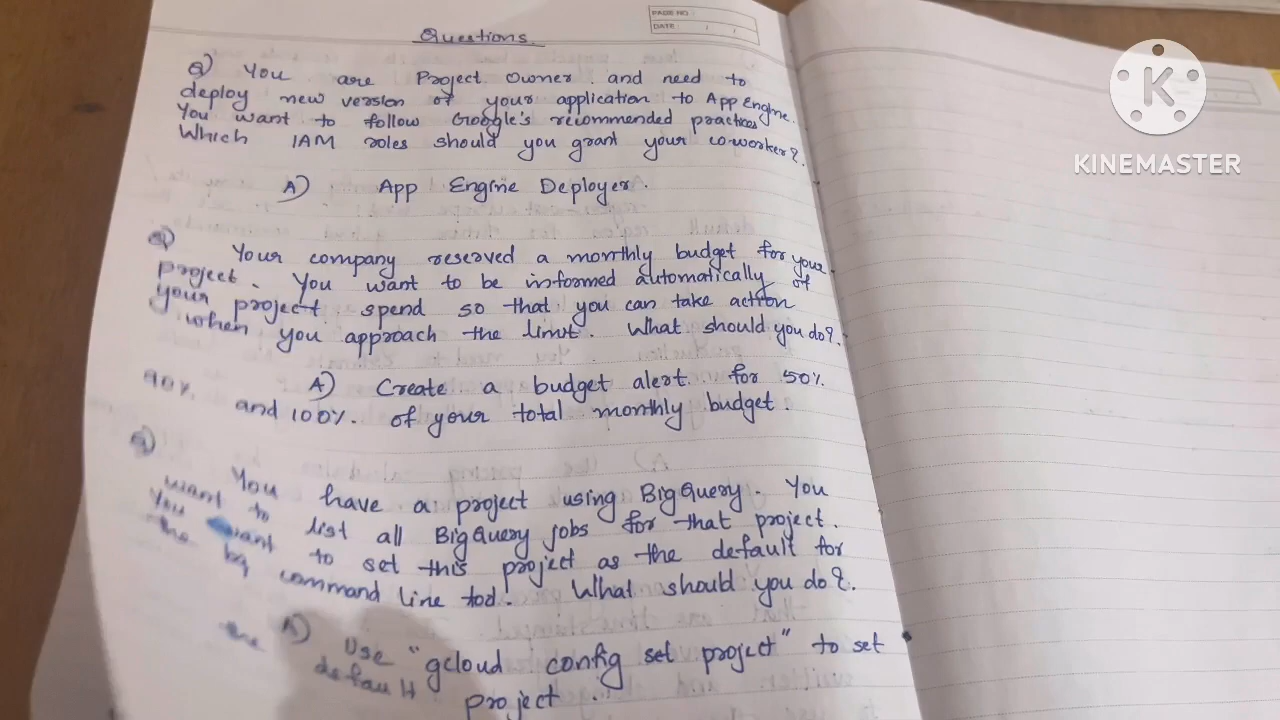 PAGE NO :
DATE : / /
Questions.
Q) You are Project Owner and need to
deploy new version of your application to App Engine.
You want to follow Google's recommended practices
Which IAM roles should you grant your coworker?
A) App Engine Deployer.
Q) Your company reserved a monthly budget for your
project. You want to be informed automatically of
your project spend so that you can take action
when you approach the limit. What should you do?
A) Create a budget alert for 50%
90% and 100% of your total monthly budget.
Q) You have a project using BigQuery. You
want to list all BigQuery jobs for that project.
You want to set this project as the default for
the bq command line tool. What should you do?
A) Use "gcloud config set project" to set
the default project.
K
KINEMASTER